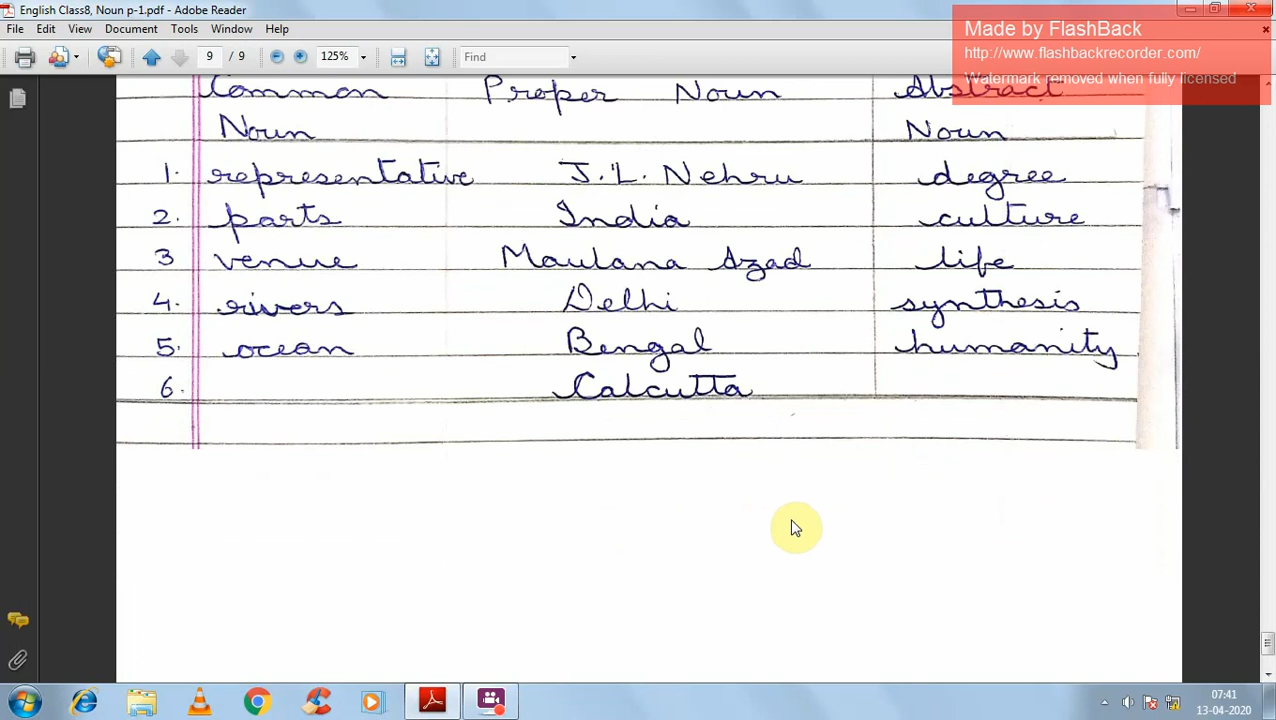 English Class8, Noun p-1.pdf - Adobe Reader
File Edit View Document Tools Window Help
9 / 9 125% Find
Made by FlashBack
http://www.flashbackrecorder.com/
Watermark removed when fully licensed
Common Proper Noun Abstract
Noun Noun
1. representative J.L. Nehru degree
2. parts India culture
3 venue Maulana Azad life
4. rivers Delhi synthesis
5. ocean Bengal humanity
6. Calcutta
07:41
13-04-2020